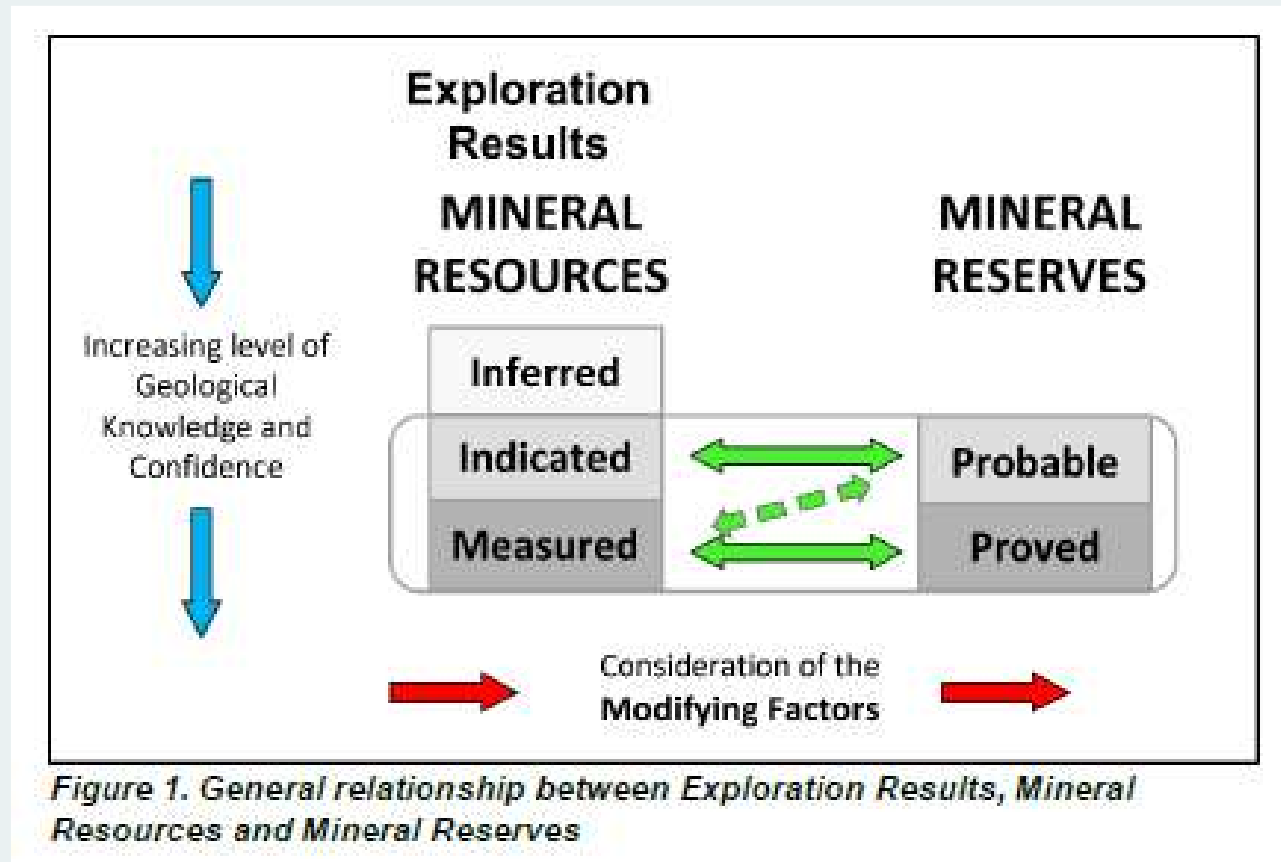 Exploration
Results
MINERAL
RESOURCES
MINERAL
RESERVES
Increasing level of
Geological
Knowledge and
Confidence
Inferred
Indicated
Measured
Probable
Proved
Consideration of the
Modifying Factors
Figure 1. General relationship between Exploration Results, Mineral
Resources and Mineral Reserves